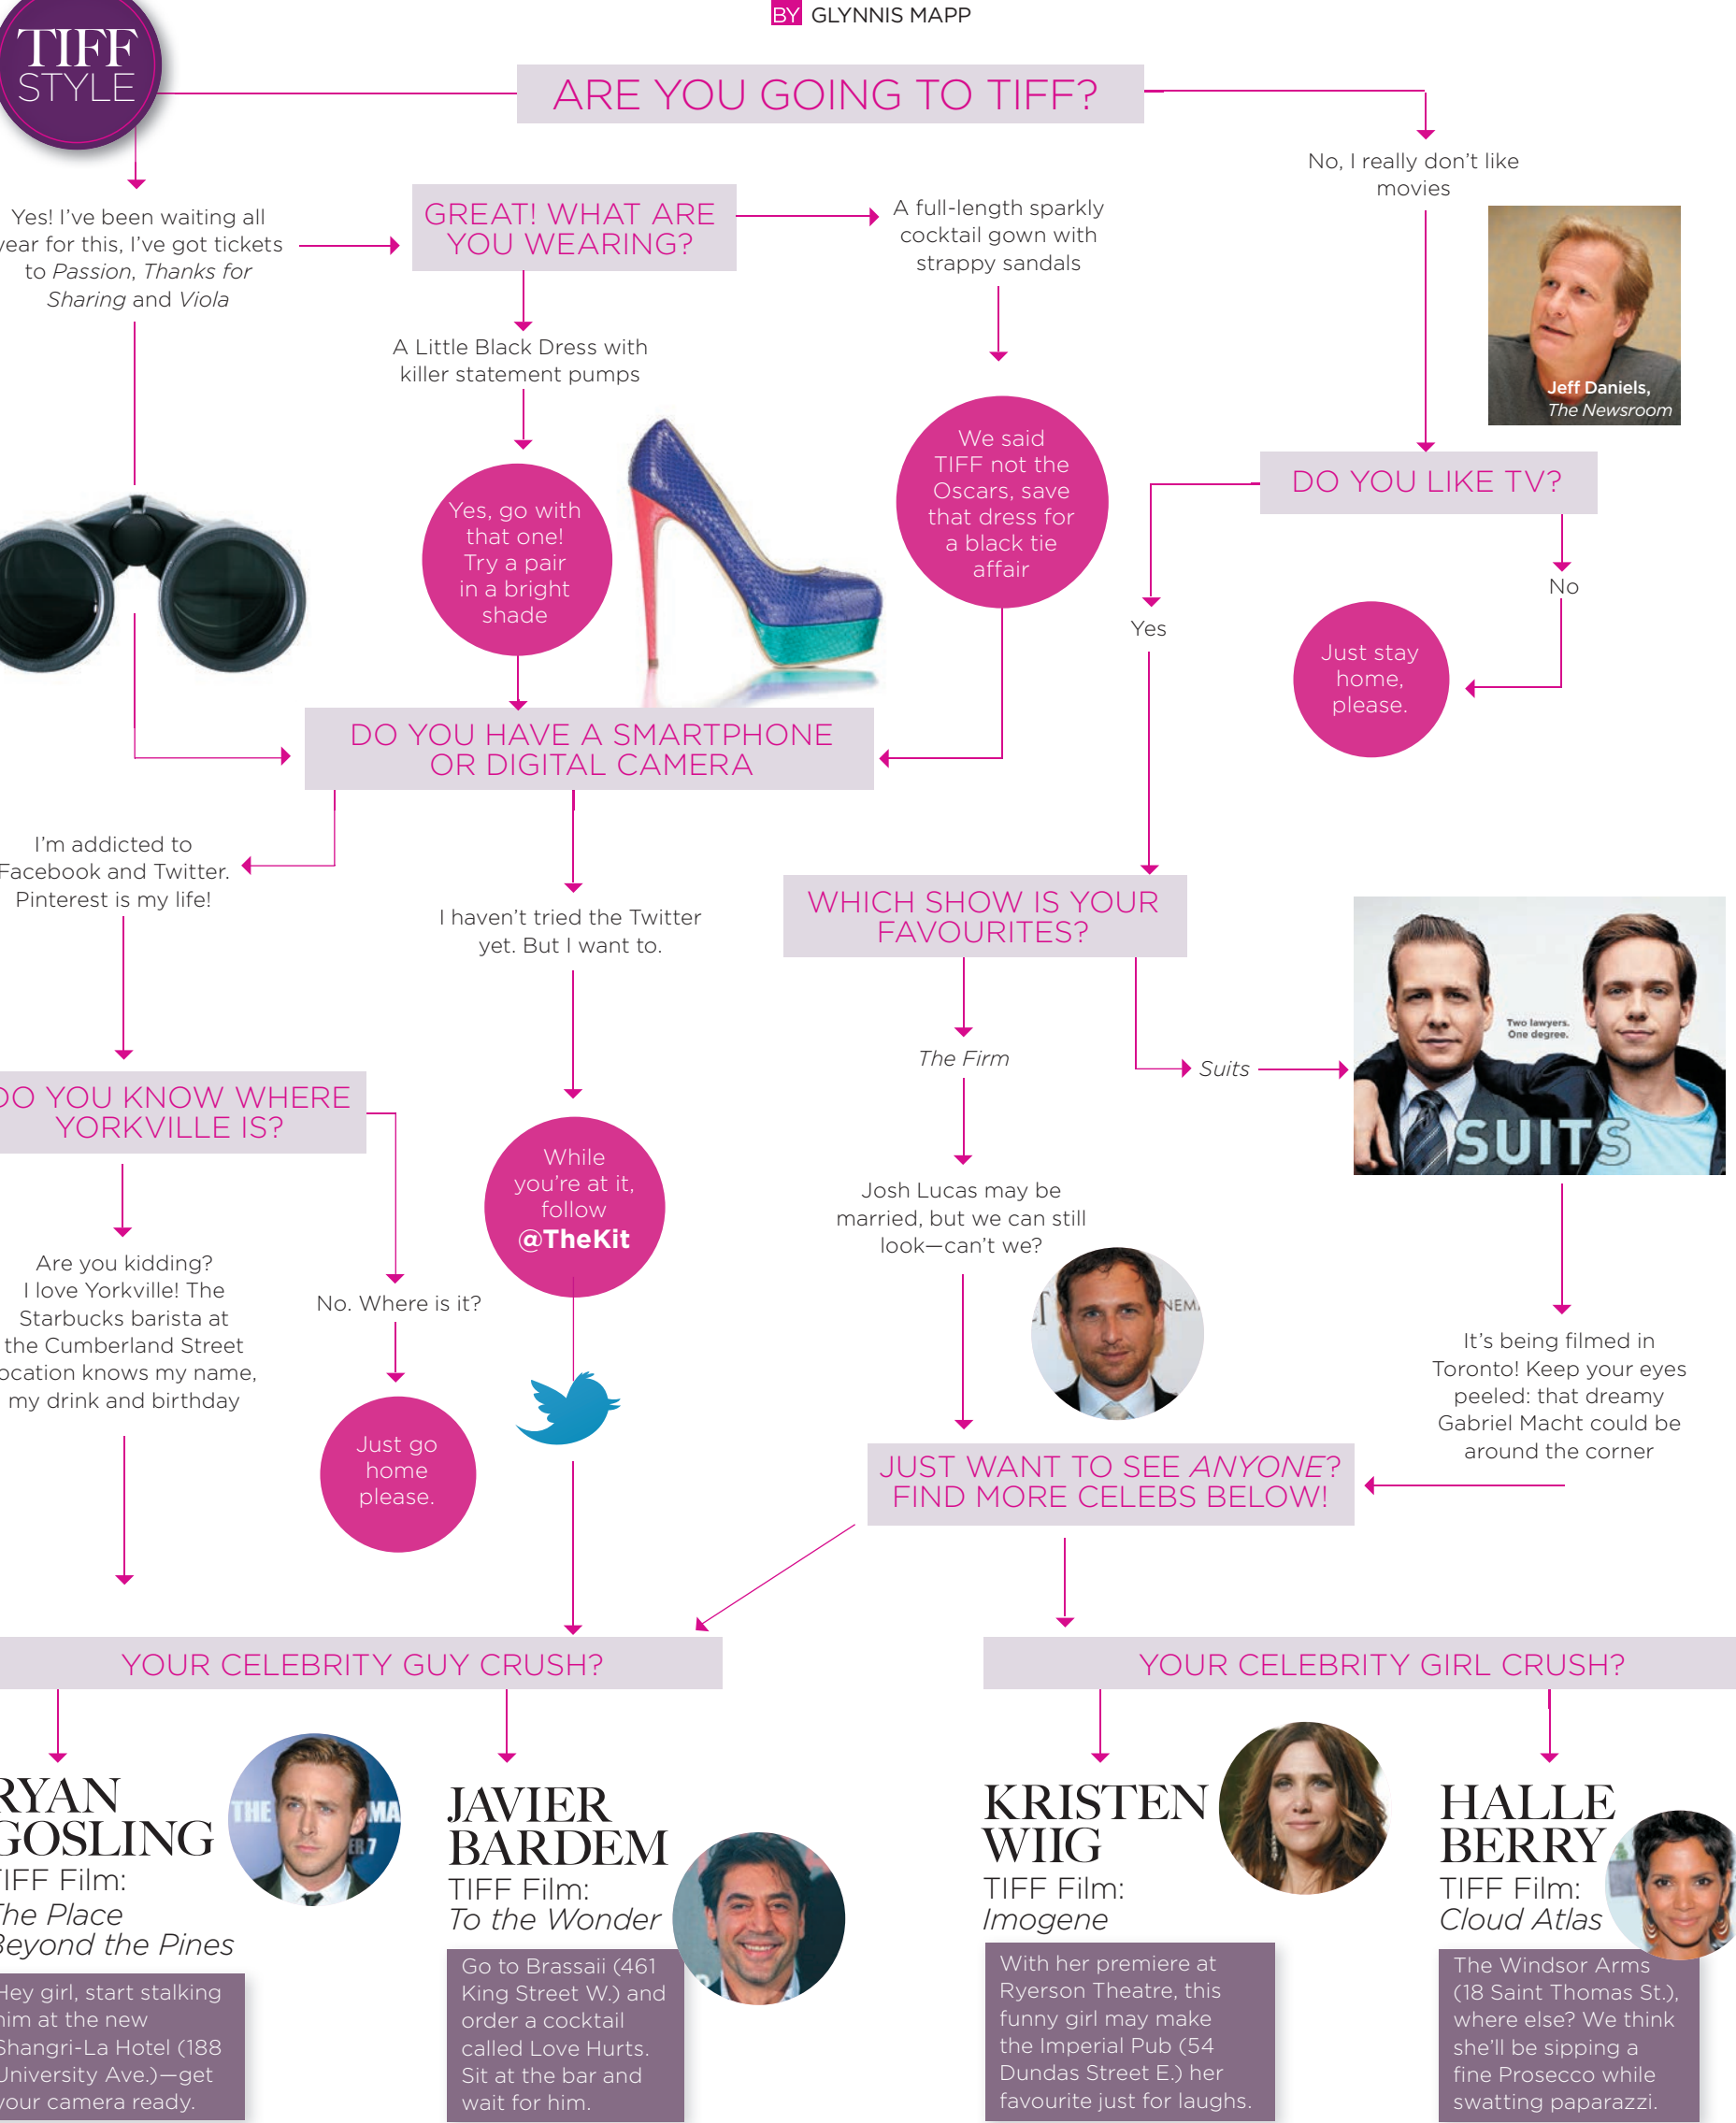 BY GLYNNIS MAPP
TIFF
STYLE
ARE YOU GOING TO TIFF?
Yes! I've been waiting all
year for this, I've got tickets
to Passion, Thanks for
Sharing and Viola
GREAT! WHAT ARE
YOU WEARING?
A full-length sparkly
cocktail gown with
strappy sandals
No, I really don't like
movies
Jeff Daniels,
The Newsroom
A Little Black Dress with
killer statement pumps
Yes, go with
that one!
Try a pair
in a bright
shade
We said
TIFF not the
Oscars, save
that dress for
a black tie
affair
DO YOU LIKE TV?
No
Yes
Just stay
home,
please.
DO YOU HAVE A SMARTPHONE
OR DIGITAL CAMERA
I'm addicted to
Facebook and Twitter.
Pinterest is my life!
I haven't tried the Twitter
yet. But I want to.
WHICH SHOW IS YOUR
FAVOURITES?
The Firm
Suits
Two lawyers.
One degree.
SUITS
DO YOU KNOW WHERE
YORKVILLE IS?
While
you're at it,
follow
@TheKit
Josh Lucas may be
married, but we can still
look—can't we?
NEMA
Are you kidding?
I love Yorkville! The
Starbucks barista at
the Cumberland Street
location knows my name,
my drink and birthday
No. Where is it?
Just go
home
please.
It's being filmed in
Toronto! Keep your eyes
peeled: that dreamy
Gabriel Macht could be
around the corner
JUST WANT TO SEE ANYONE?
FIND MORE CELEBS BELOW!
YOUR CELEBRITY GUY CRUSH?
YOUR CELEBRITY GIRL CRUSH?
RYAN
GOSLING
TIFF Film:
The Place
Beyond the Pines
THE MA
ER 7
Hey girl, start stalking
him at the new
Shangri-La Hotel (188
University Ave.)—get
your camera ready.
JAVIER
BARDEM
TIFF Film:
To the Wonder
Go to Brassaii (461
King Street W.) and
order a cocktail
called Love Hurts.
Sit at the bar and
wait for him.
KRISTEN
WIIG
TIFF Film:
Imogene
With her premiere at
Ryerson Theatre, this
funny girl may make
the Imperial Pub (54
Dundas Street E.) her
favourite just for laughs.
HALLE
BERRY
TIFF Film:
Cloud Atlas
The Windsor Arms
(18 Saint Thomas St.),
where else? We think
she'll be sipping a
fine Prosecco while
swatting paparazzi.